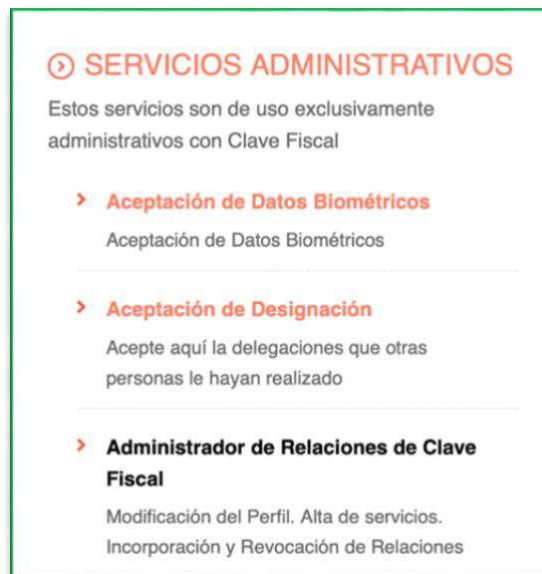 SERVICIOS ADMINISTRATIVOS
Estos servicios son de uso exclusivamente
administrativos con Clave Fiscal
Aceptación de Datos Biométricos
Aceptación de Datos Biométricos
Aceptación de Designación
Acepte aquí la delegaciones que otras
personas le hayan realizado
Administrador de Relaciones de Clave
Fiscal
Modificación del Perfil. Alta de servicios.
Incorporación y Revocación de Relaciones